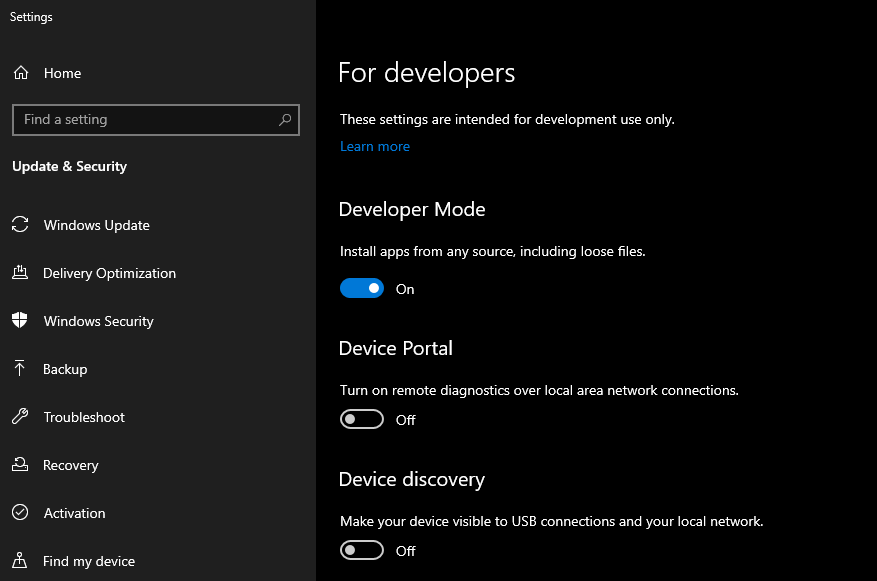 Settings
Home
Find a setting
Update & Security
Windows Update
Delivery Optimization
Windows Security
Backup
Troubleshoot
Recovery
Activation
Find my device
For developers
These settings are intended for development use only.
Learn more
Developer Mode
Install apps from any source, including loose files.
On
Device Portal
Turn on remote diagnostics over local area network connections.
Off
Device discovery
Make your device visible to USB connections and your local network.
Off